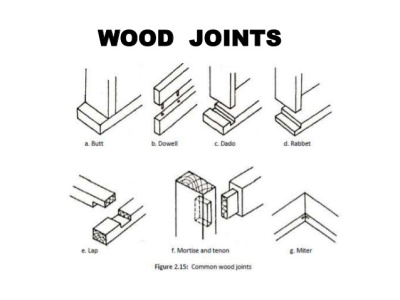 WOOD JOINTS
a. Butt
b. Dowell
c. Dado
d. Rabbet
e. Lap
f. Mortise and tenon
g. Miter
Figure 2.15: Common wood joints